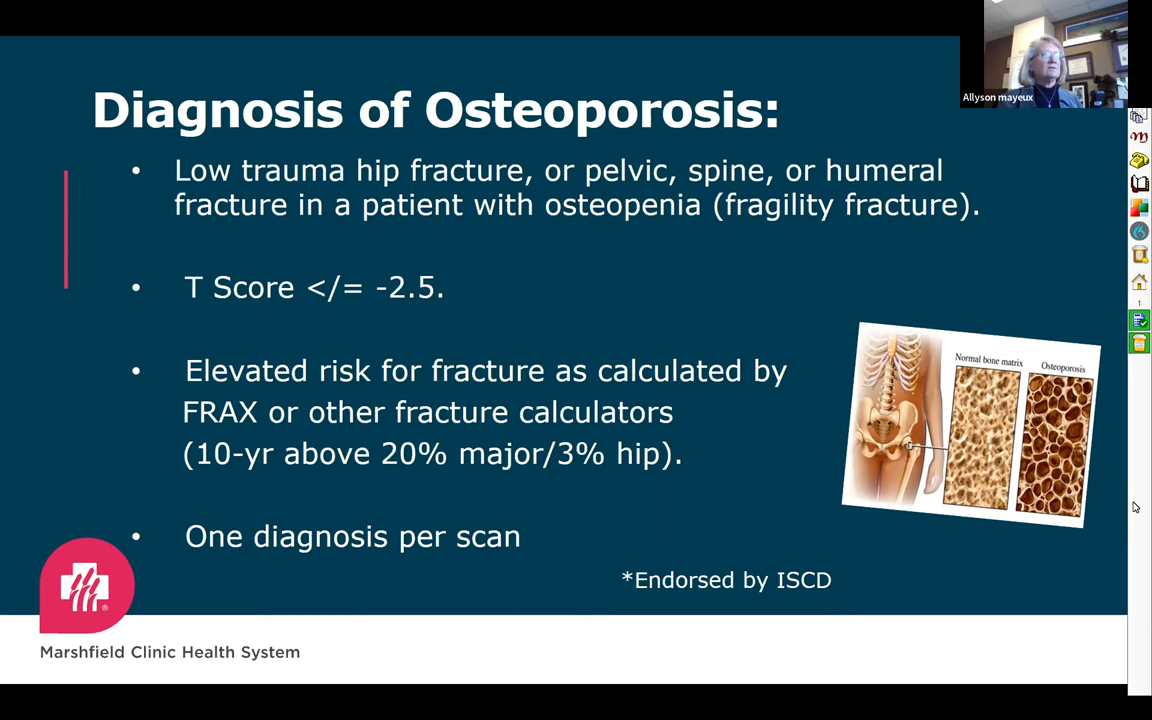 Allyson mayeux
Diagnosis of Osteoporosis:
• Low trauma hip fracture, or pelvic, spine, or humeral
fracture in a patient with osteopenia (fragility fracture).
• T Score </= -2.5.
• Elevated risk for fracture as calculated by
FRAX or other fracture calculators
(10-yr above 20% major/3% hip).
• One diagnosis per scan
*Endorsed by ISCD
Normal bone matrix
Osteoporosis
®
Marshfield Clinic Health System
m
1